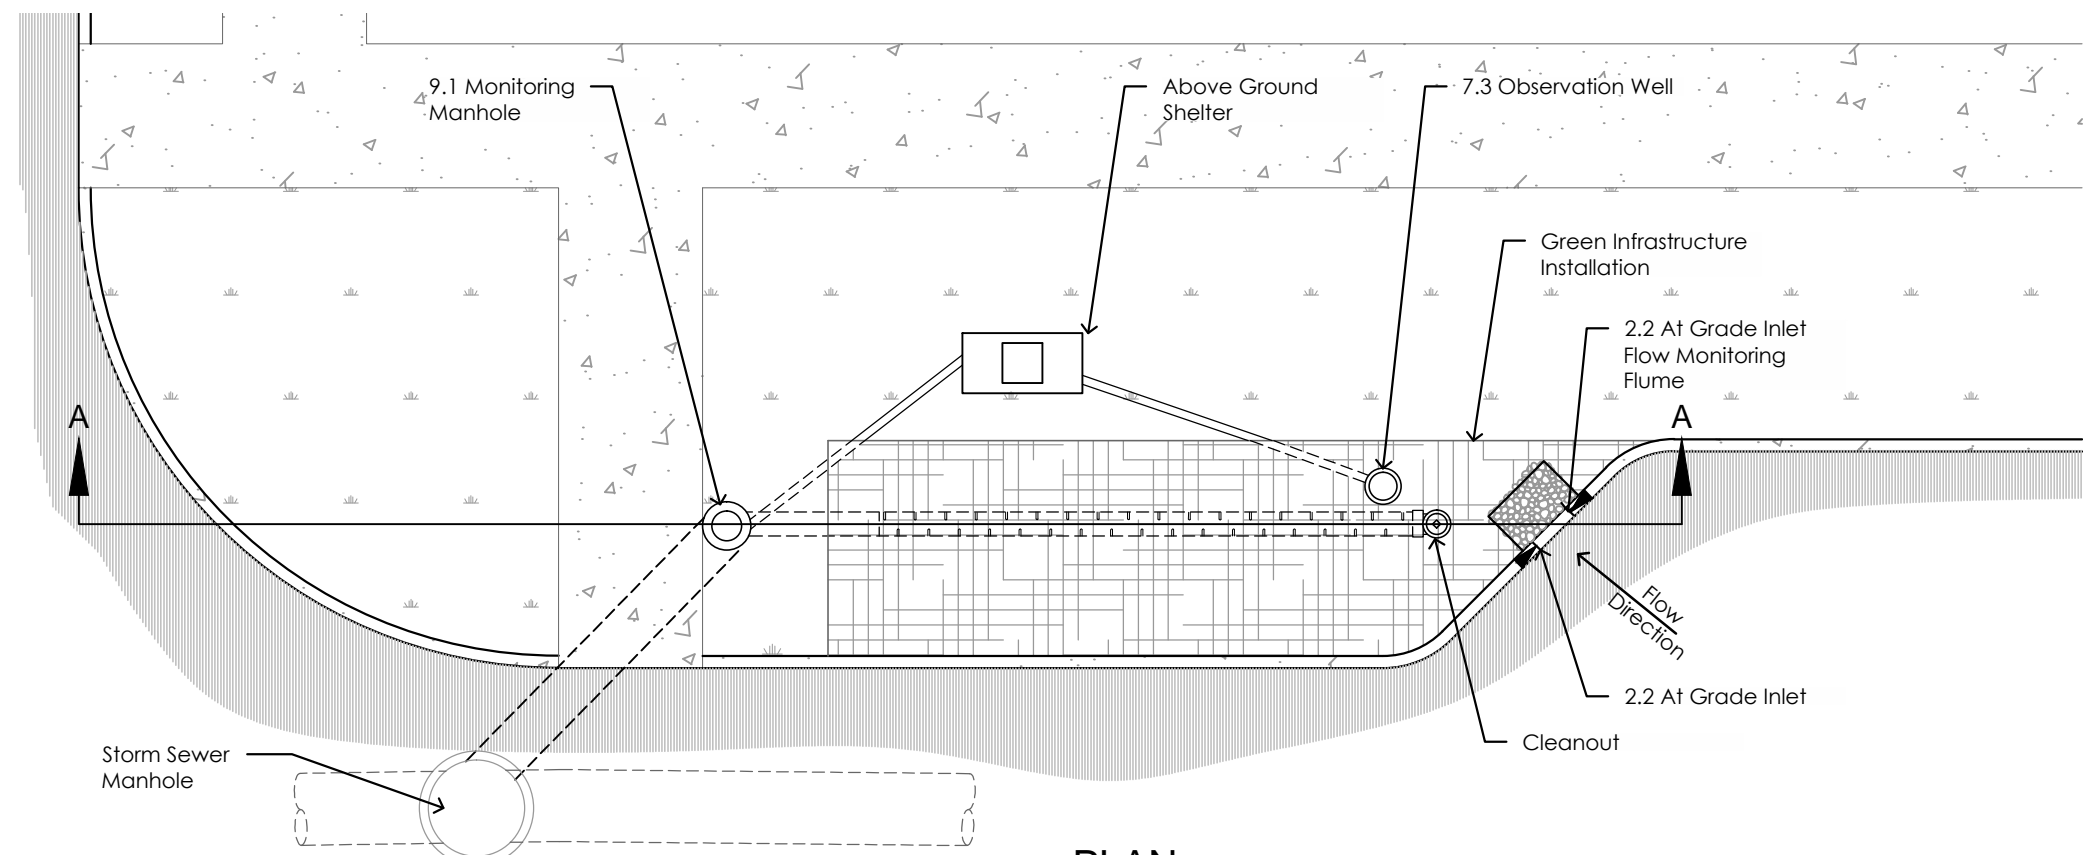 9.1 Monitoring
Manhole
Above Ground
Shelter
7.3 Observation Well
Green Infrastructure
Installation
2.2 At Grade Inlet
Flow Monitoring
Flume
A
A
Flow
Direction
2.2 At Grade Inlet
Cleanout
Storm Sewer
Manhole
PLAN